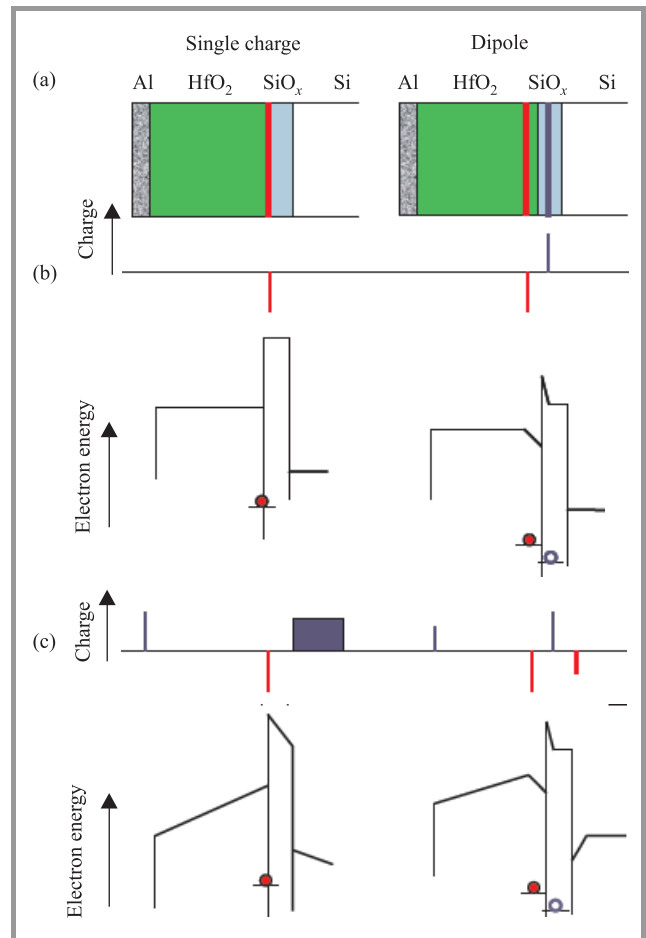 Single charge Dipole
(a) Al HfO₂ SiOₓ Si Al HfO₂ SiOₓ Si
Charge
(b)
Electron energy
Charge
(c)
Electron energy